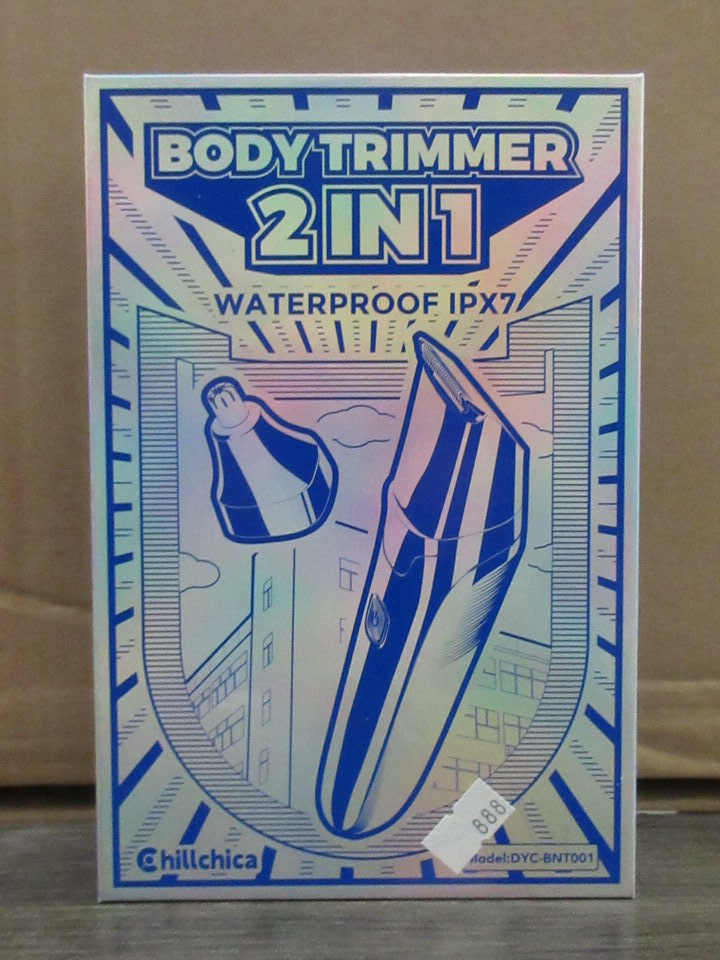 BODY TRIMMER
2 IN 1
WATERPROOF IPX7
888
Chillchica
Model:DYC-BNT001